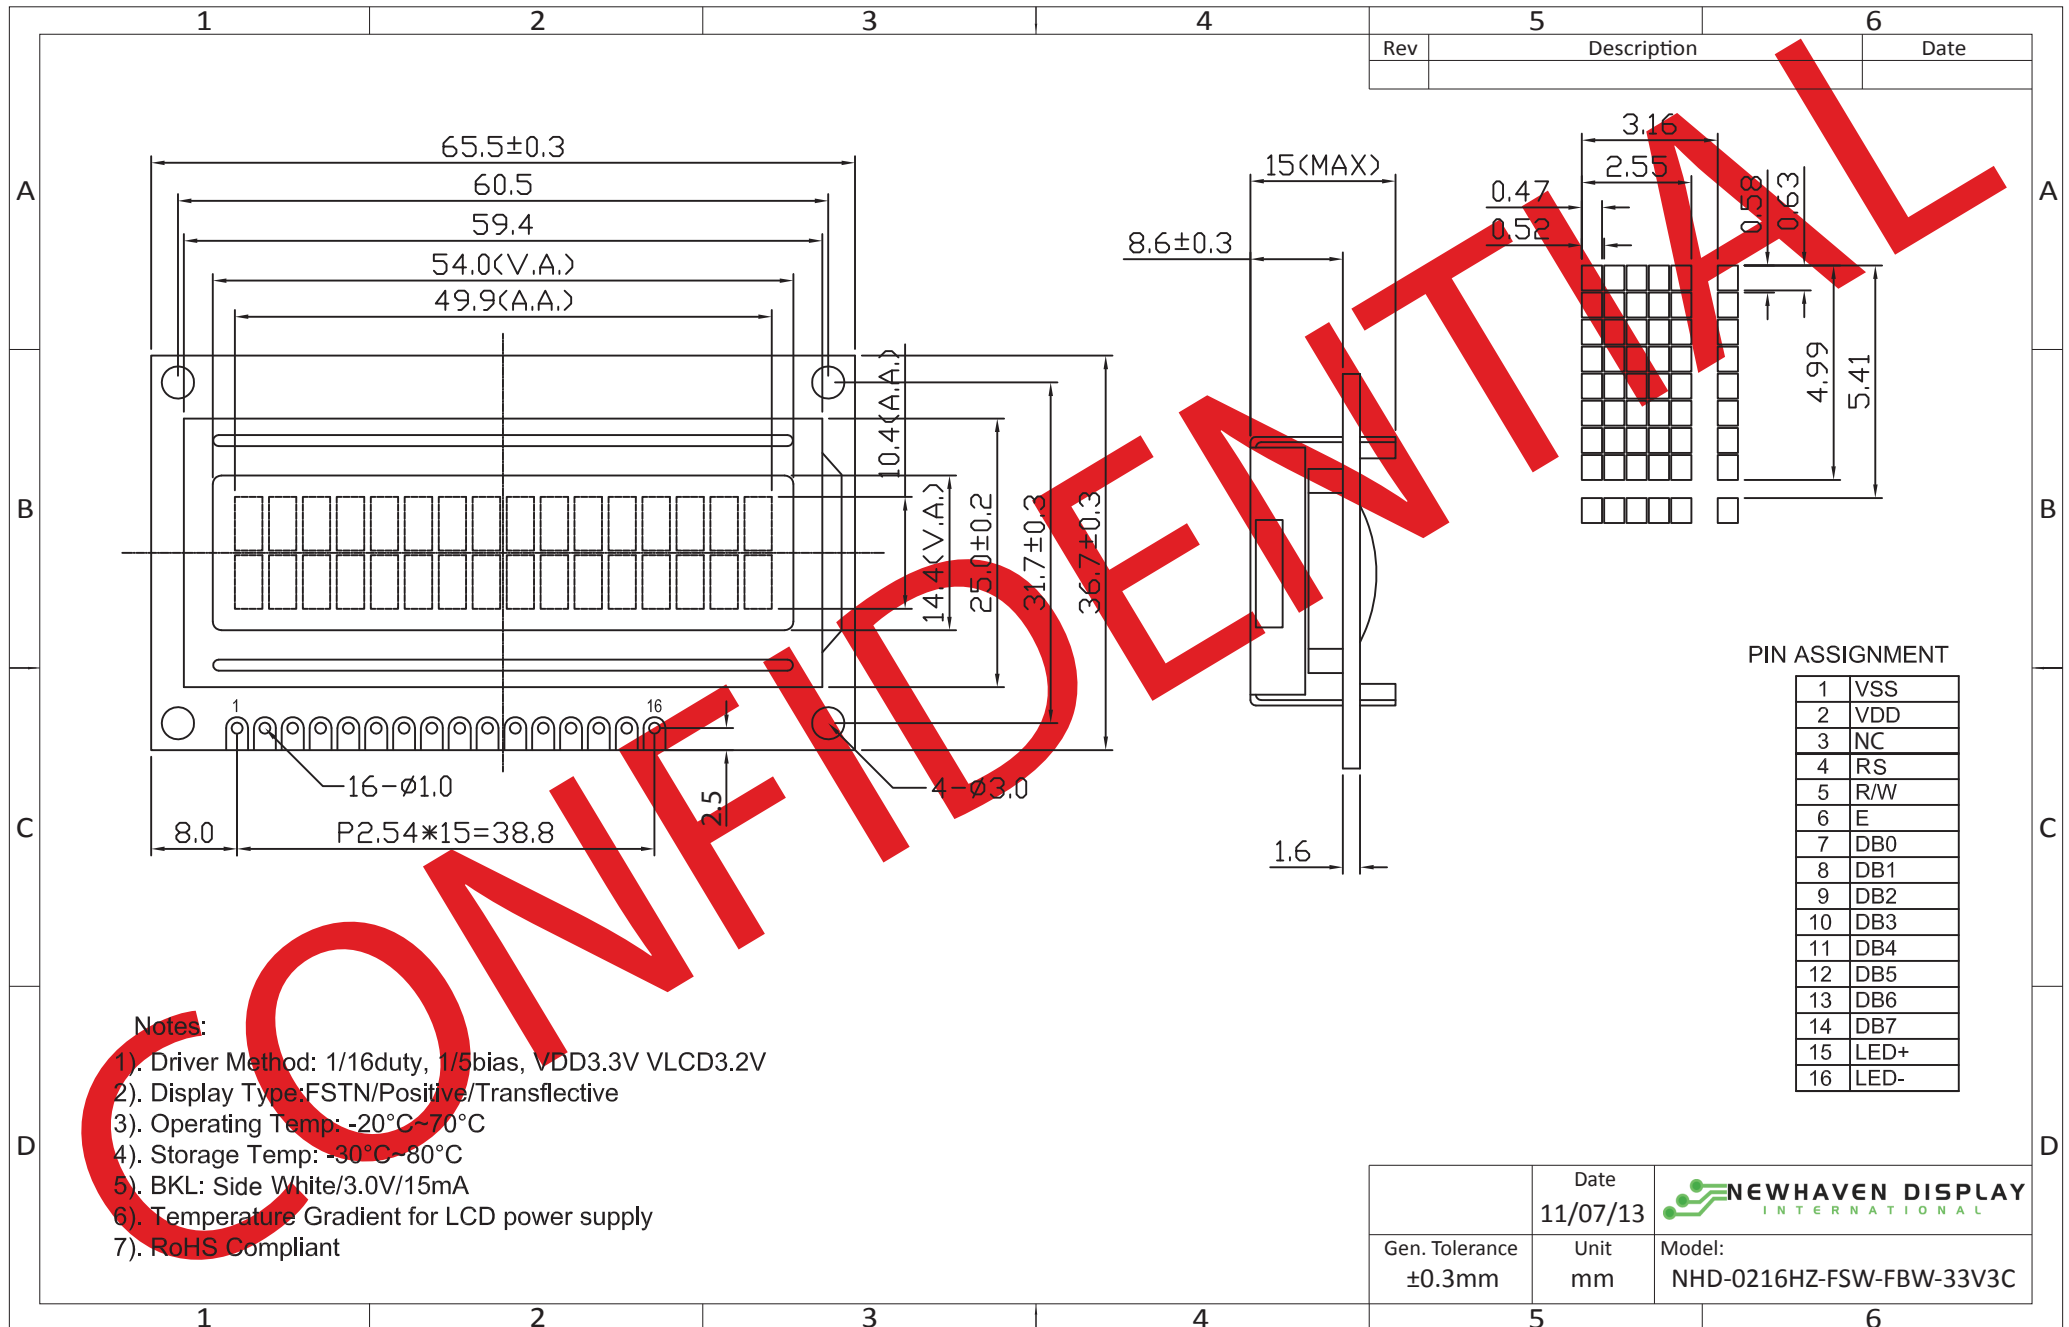 1 2 3 4 5 6
Rev Description Date
A A
B B
C C
D D
65.5±0.3
60.5
59.4
54.0(V.A.)
49.9(A.A.)
10.4(A.A.)
14.4(V.A.)
25.0±0.2
31.7±0.3
36.7±0.3
1 16
16-ø1.0
4-ø3.0
2.5
8.0
P2.54*15=38.8
15(MAX)
8.6±0.3
1.6
3.16
2.55
0.47
0.52
0.58
0.63
4.99
5.41
CONFIDENTIAL
PIN ASSIGNMENT
1 VSS
2 VDD
3 NC
4 RS
5 R/W
6 E
7 DB0
8 DB1
9 DB2
10 DB3
11 DB4
12 DB5
13 DB6
14 DB7
15 LED+
16 LED-
Notes:
1). Driver Method: 1/16duty, 1/5bias, VDD3.3V VLCD3.2V
2). Display Type:FSTN/Positive/Transflective
3). Operating Temp: -20°C~70°C
4). Storage Temp: -30°C~80°C
5). BKL: Side White/3.0V/15mA
6). Temperature Gradient for LCD power supply
7). RoHS Compliant
Date
11/07/13
NEWHAVEN DISPLAY
INTERNATIONAL
Gen. Tolerance
±0.3mm
Unit
mm
Model:
NHD-0216HZ-FSW-FBW-33V3C
1 2 3 4 5 6